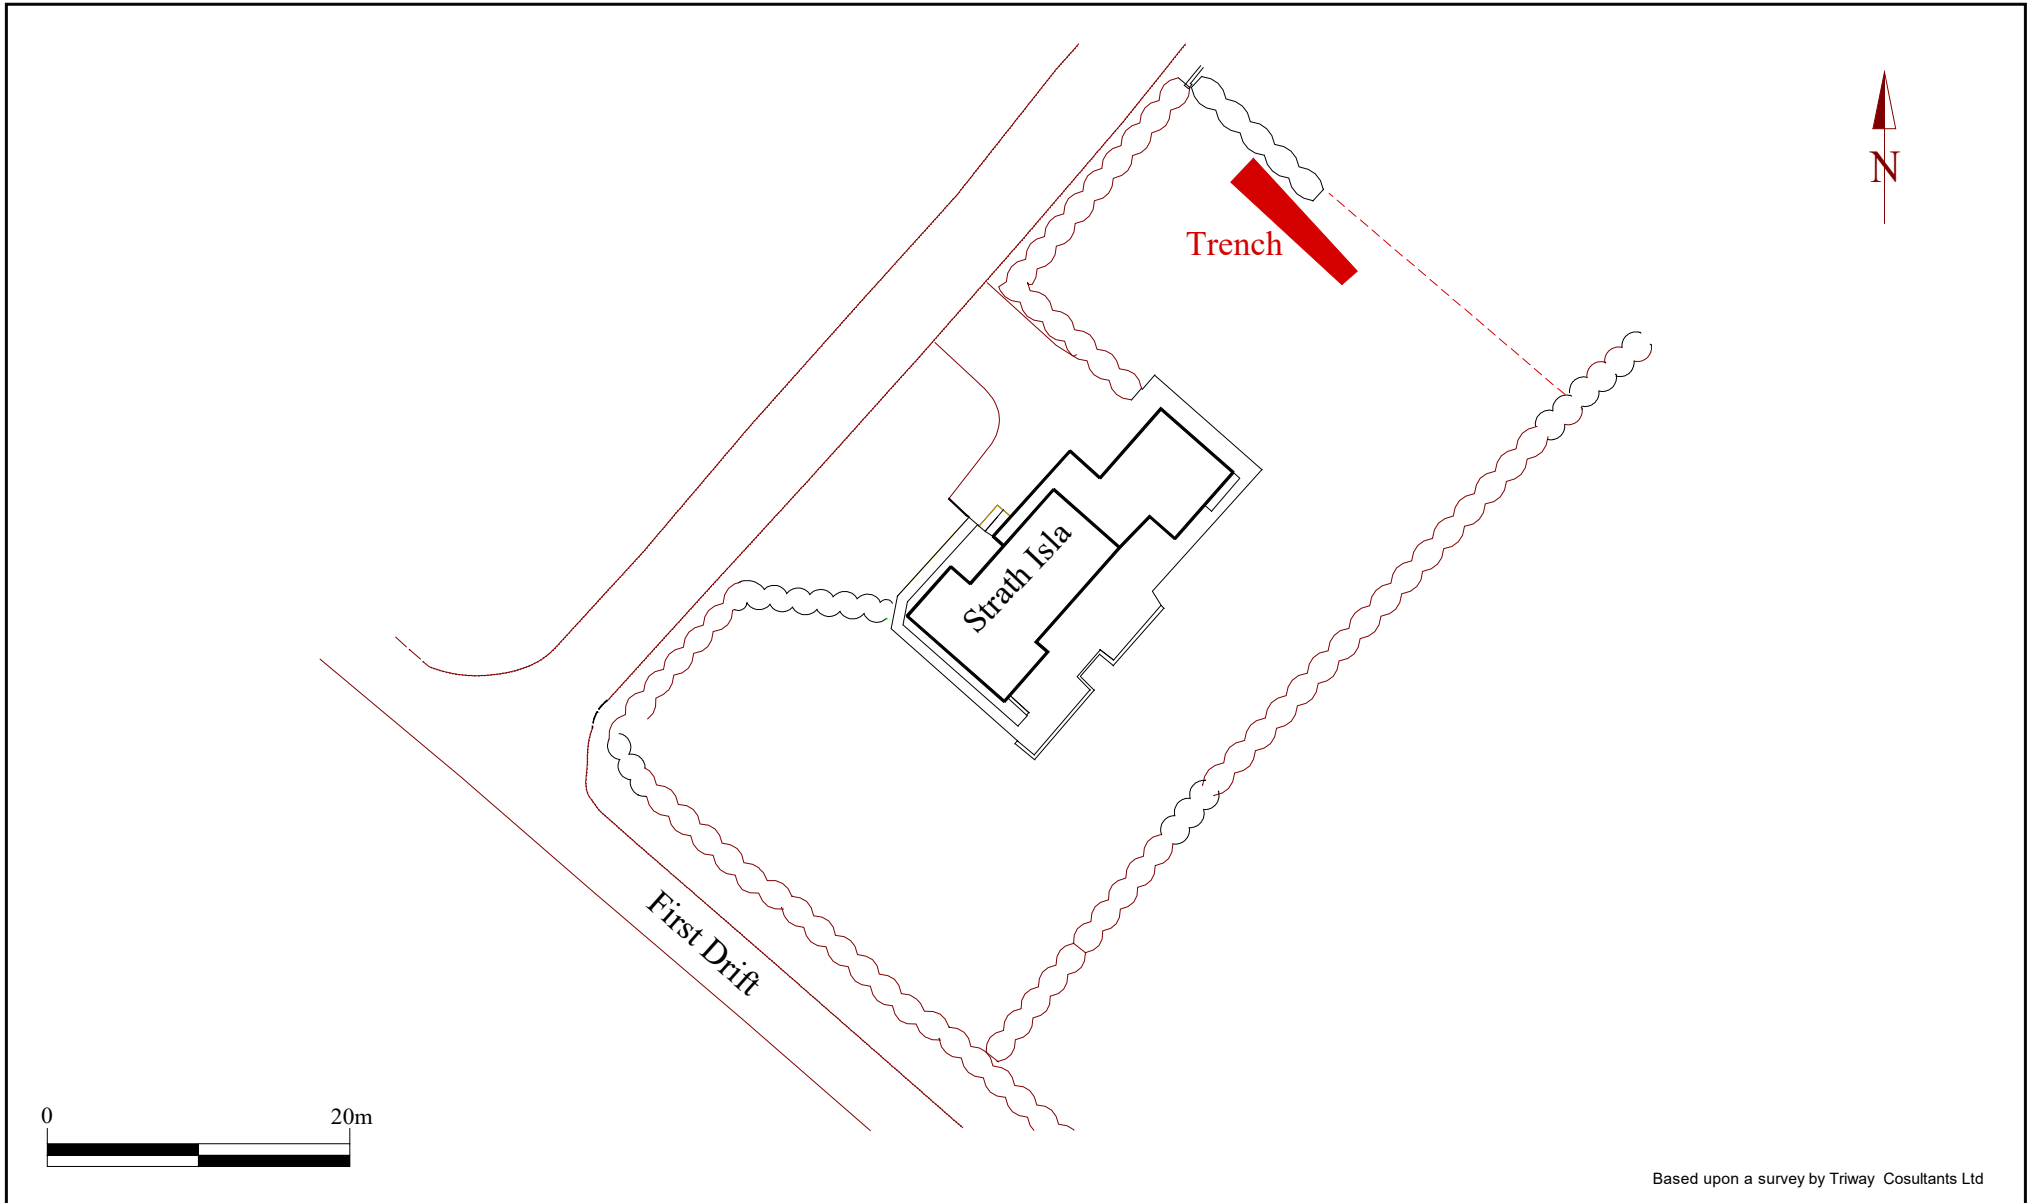 N
Trench
Strath Isla
First Drift
0 20m
Based upon a survey by Triway Cosultants Ltd